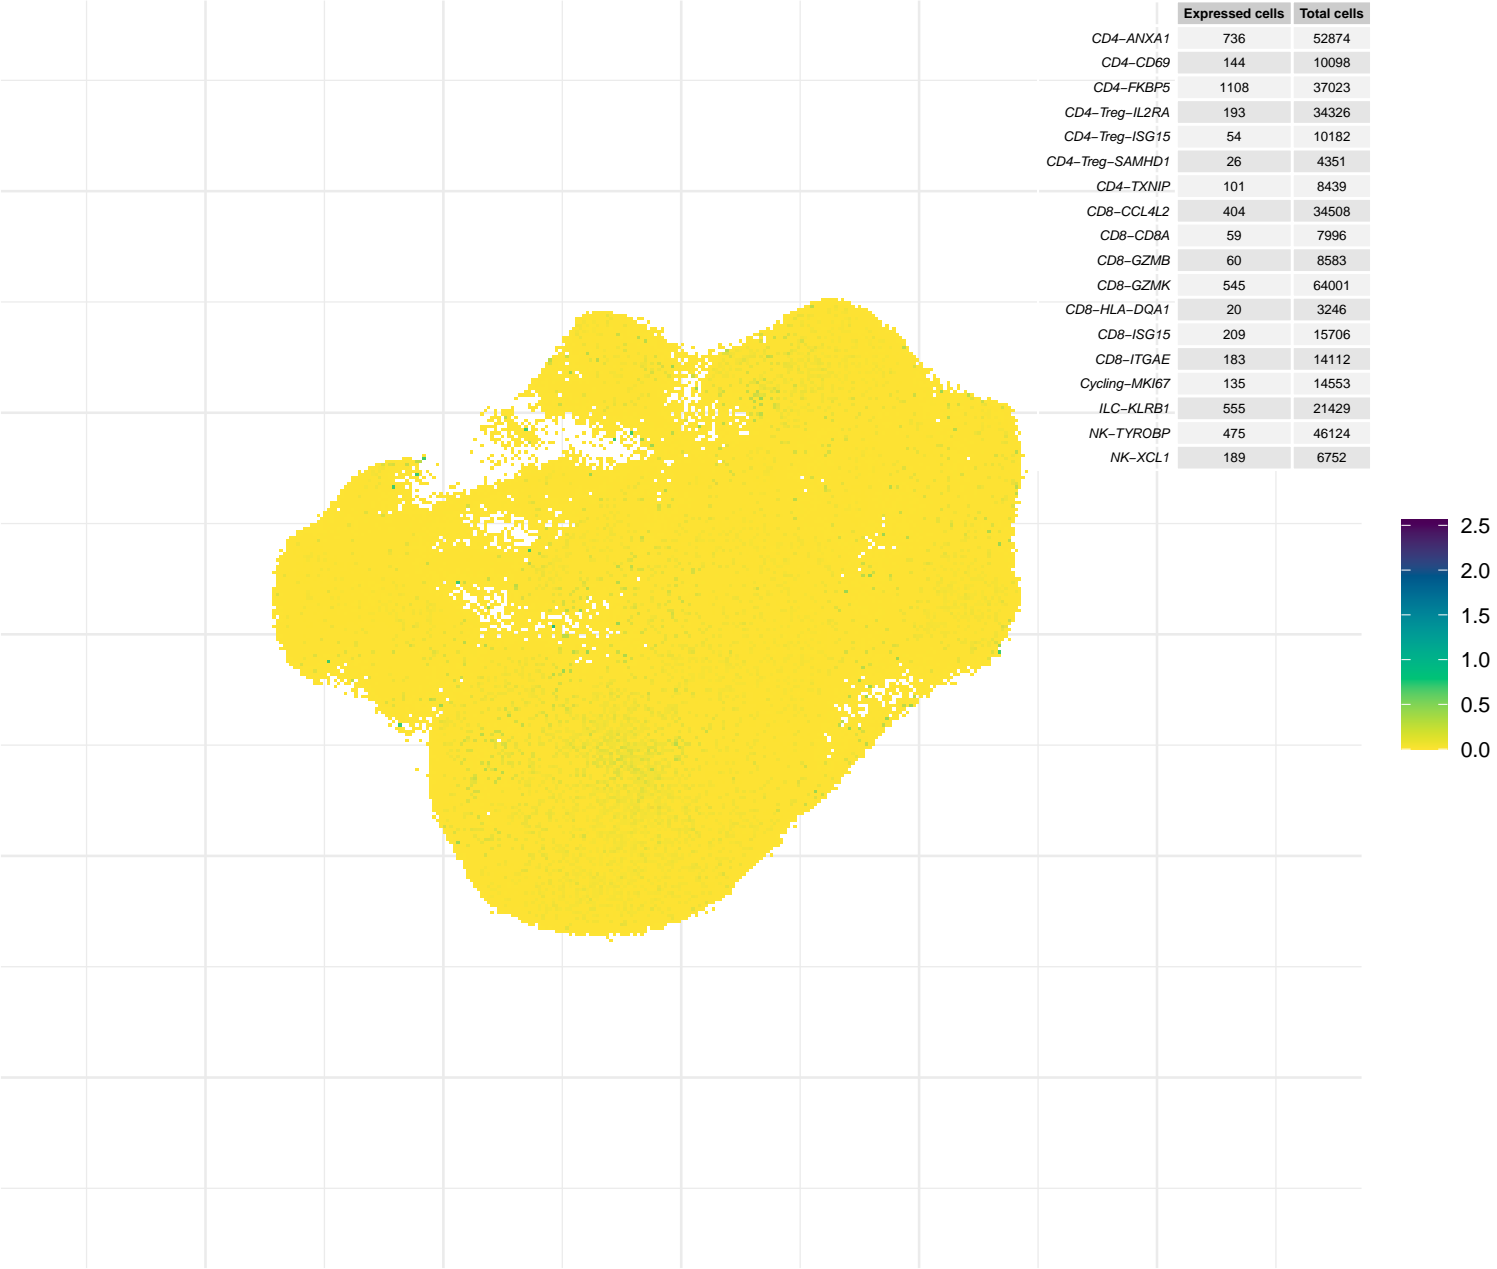 Expressed cells Total cells
CD4−ANXA1 736 52874
CD4−CD69 144 10098
CD4−FKBP5 1108 37023
CD4−Treg−IL2RA 193 34326
CD4−Treg−ISG15 54 10182
CD4−Treg−SAMHD1 26 4351
CD4−TXNIP 101 8439
CD8−CCL4L2 404 34508
CD8−CD8A 59 7996
CD8−GZMB 60 8583
CD8−GZMK 545 64001
CD8−HLA−DQA1 20 3246
CD8−ISG15 209 15706
CD8−ITGAE 183 14112
Cycling−MKI67 135 14553
ILC−KLRB1 555 21429
NK−TYROBP 475 46124
NK−XCL1 189 6752
2.5
2.0
1.5
1.0
0.5
0.0